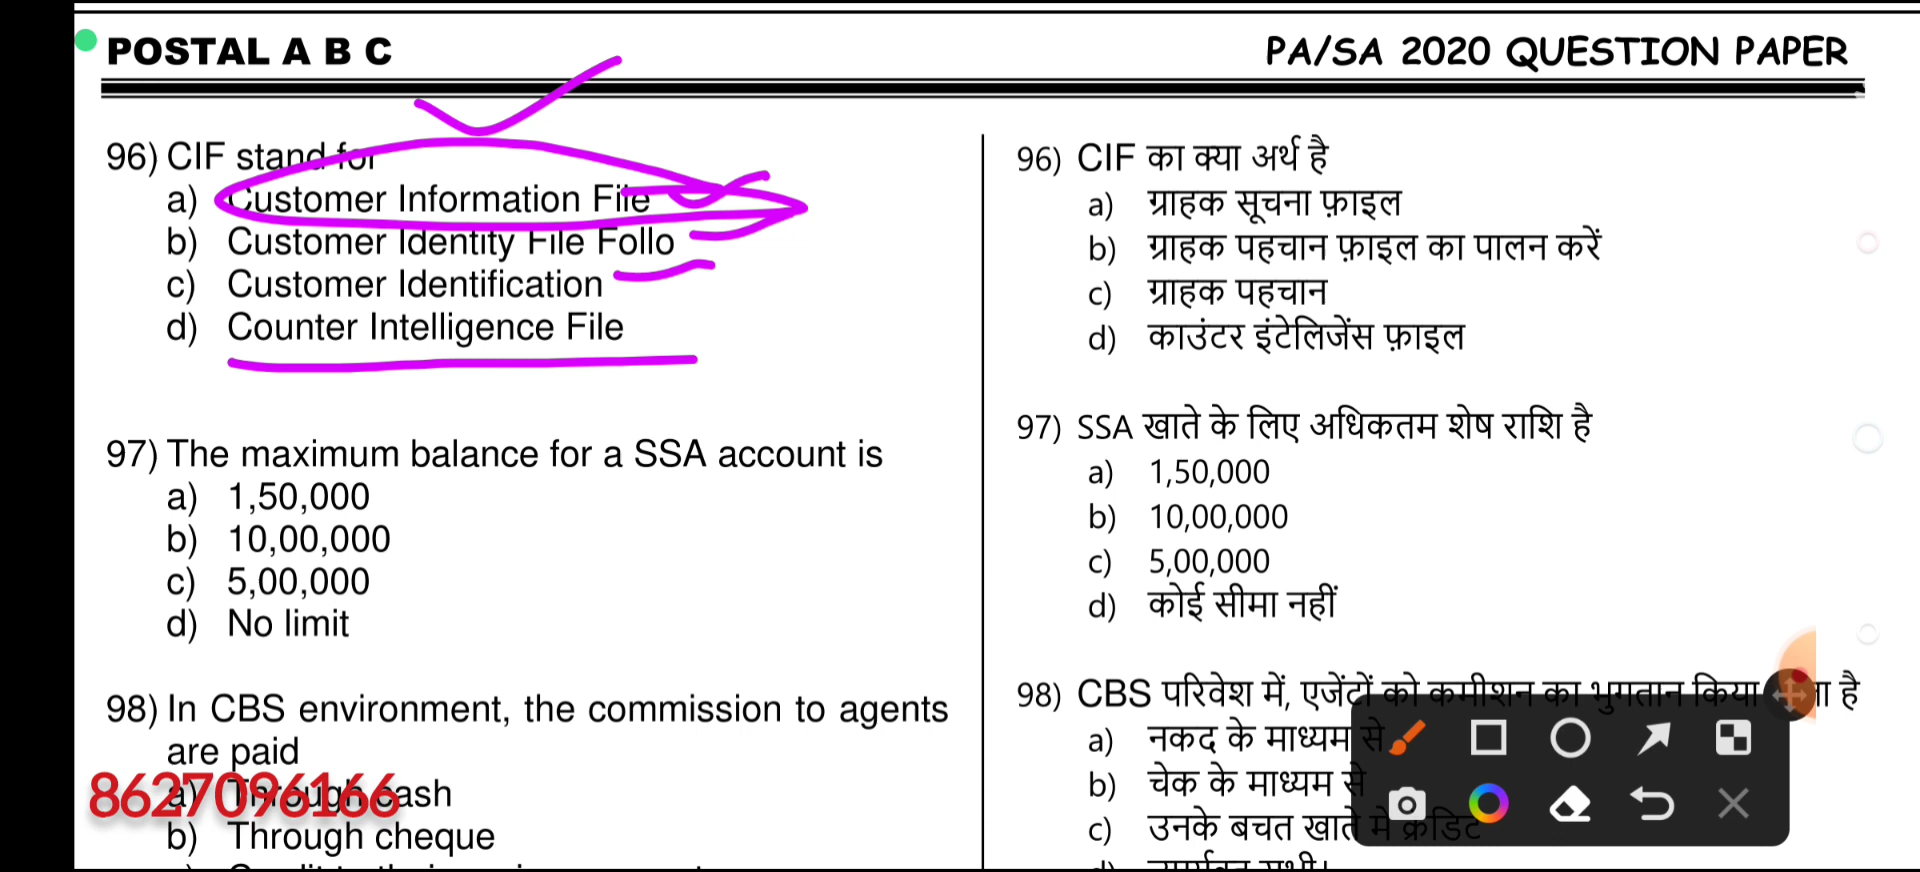 POSTAL A B C
PA/SA 2020 QUESTION PAPER
96) CIF stand for
a) Customer Information File
b) Customer Identity File Follo
c) Customer Identification
d) Counter Intelligence File
97) The maximum balance for a SSA account is
a) 1,50,000
b) 10,00,000
c) 5,00,000
d) No limit
98) In CBS environment, the commission to agents
are paid
a) Through cash
8627096166
b) Through cheque
96) CIF का क्या अर्थ है
a) ग्राहक सूचना फ़ाइल
b) ग्राहक पहचान फ़ाइल का पालन करें
c) ग्राहक पहचान
d) काउंटर इंटेलिजेंस फ़ाइल
97) SSA खाते के लिए अधिकतम शेष राशि है
a) 1,50,000
b) 10,00,000
c) 5,00,000
d) कोई सीमा नहीं
98) CBS परिवेश में, एजेंटों को कमीशन का भुगतान किया है
a) नकद के माध्यम से
b) चेक के माध्यम से
c) उनके बचत खाते में क्रेडिट